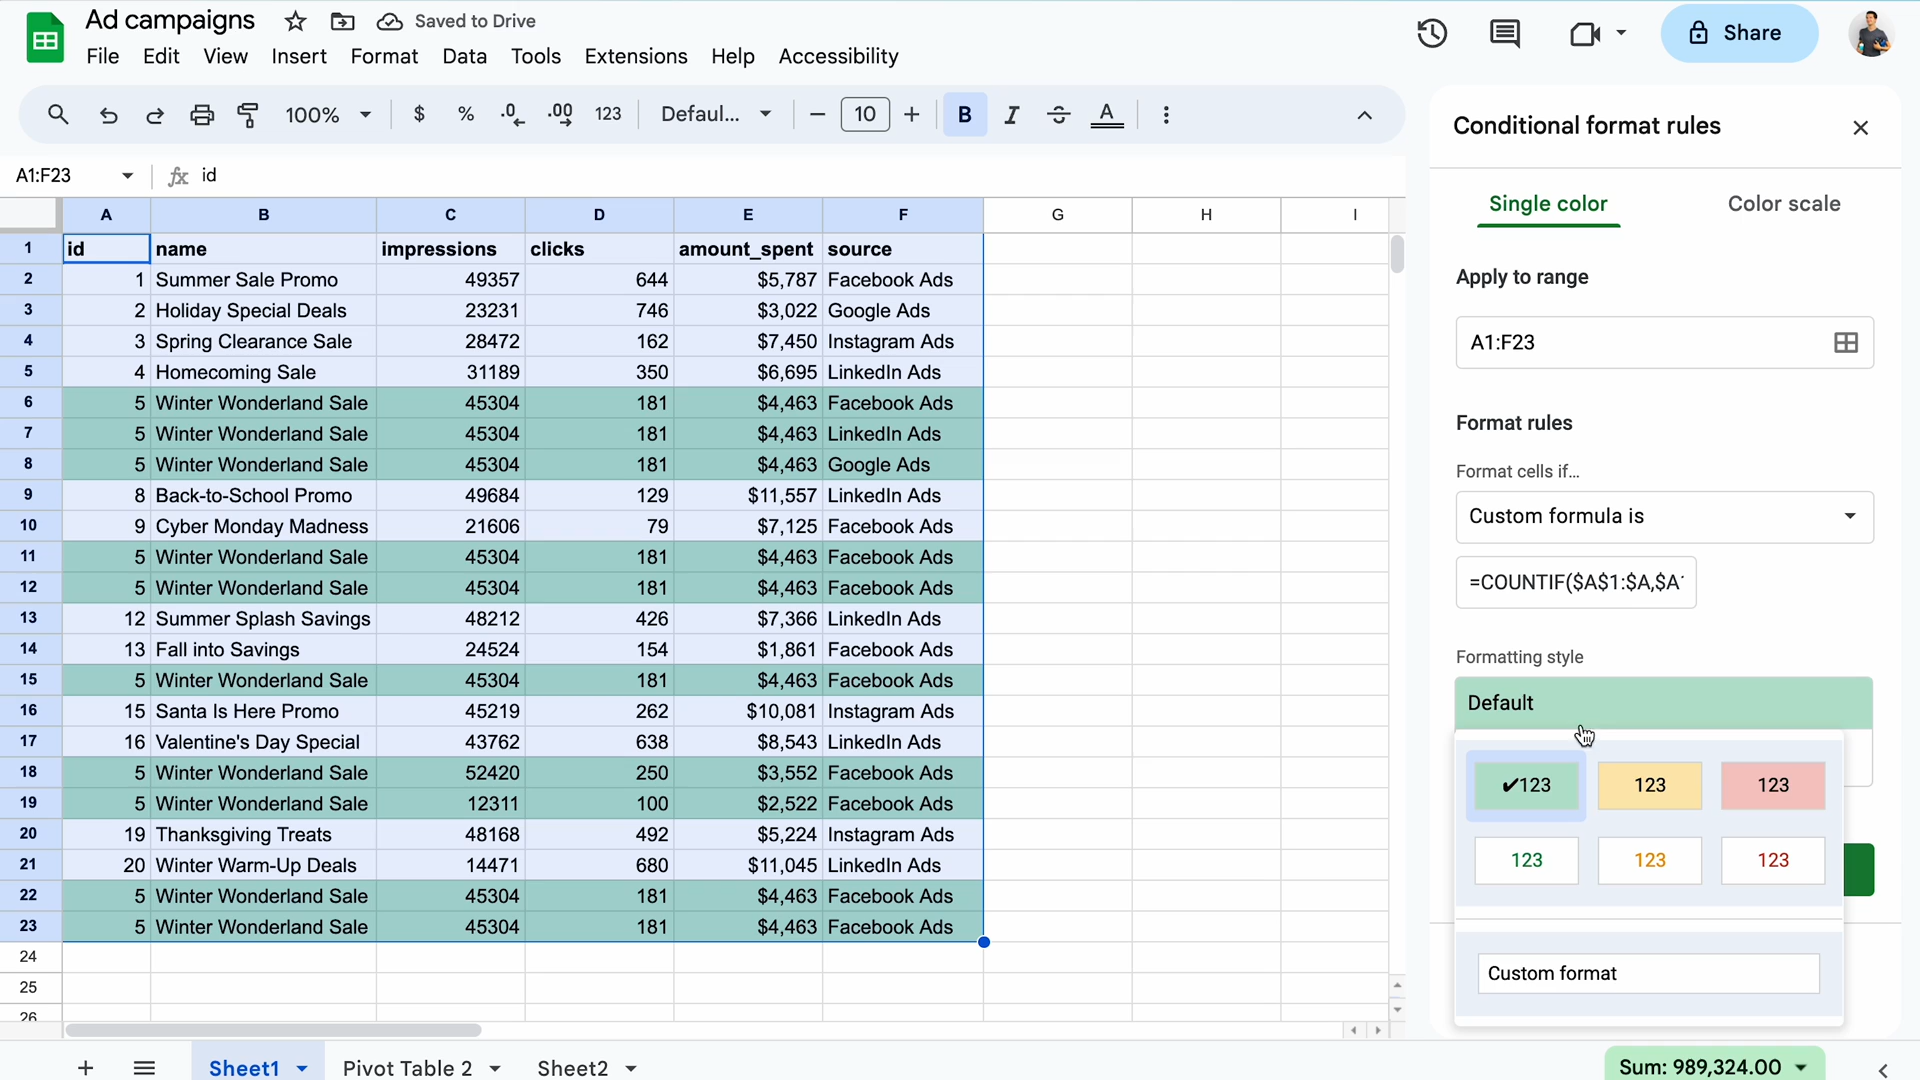 Ad campaigns Saved to Drive
File Edit View Insert Format Data Tools Extensions Help Accessibility
Share
100% $ % .0 .00 123 Defaul... 10 B I S A
Conditional format rules
A1:F23 fx id
Single color Color scale
A B C D E F G H I
1 id name impressions clicks amount_spent source
2 1 Summer Sale Promo 49357 644 $5,787 Facebook Ads
3 2 Holiday Special Deals 23231 746 $3,022 Google Ads
4 3 Spring Clearance Sale 28472 162 $7,450 Instagram Ads
5 4 Homecoming Sale 31189 350 $6,695 LinkedIn Ads
6 5 Winter Wonderland Sale 45304 181 $4,463 Facebook Ads
7 5 Winter Wonderland Sale 45304 181 $4,463 LinkedIn Ads
8 5 Winter Wonderland Sale 45304 181 $4,463 Google Ads
9 8 Back-to-School Promo 49684 129 $11,557 LinkedIn Ads
10 9 Cyber Monday Madness 21606 79 $7,125 Facebook Ads
11 5 Winter Wonderland Sale 45304 181 $4,463 Facebook Ads
12 5 Winter Wonderland Sale 45304 181 $4,463 Facebook Ads
13 12 Summer Splash Savings 48212 426 $7,366 LinkedIn Ads
14 13 Fall into Savings 24524 154 $1,861 Facebook Ads
15 5 Winter Wonderland Sale 45304 181 $4,463 Facebook Ads
16 15 Santa Is Here Promo 45219 262 $10,081 Instagram Ads
17 16 Valentine's Day Special 43762 638 $8,543 LinkedIn Ads
18 5 Winter Wonderland Sale 52420 250 $3,552 Facebook Ads
19 5 Winter Wonderland Sale 12311 100 $2,522 Facebook Ads
20 19 Thanksgiving Treats 48168 492 $5,224 Instagram Ads
21 20 Winter Warm-Up Deals 14471 680 $11,045 LinkedIn Ads
22 5 Winter Wonderland Sale 45304 181 $4,463 Facebook Ads
23 5 Winter Wonderland Sale 45304 181 $4,463 Facebook Ads
24
25
26
Apply to range
A1:F23
Format rules
Format cells if…
Custom formula is
=COUNTIF($A$1:$A,$A
Formatting style
Default
✔123 123 123
123 123 123
Custom format
Sheet1 Pivot Table 2 Sheet2 Sum: 989,324.00